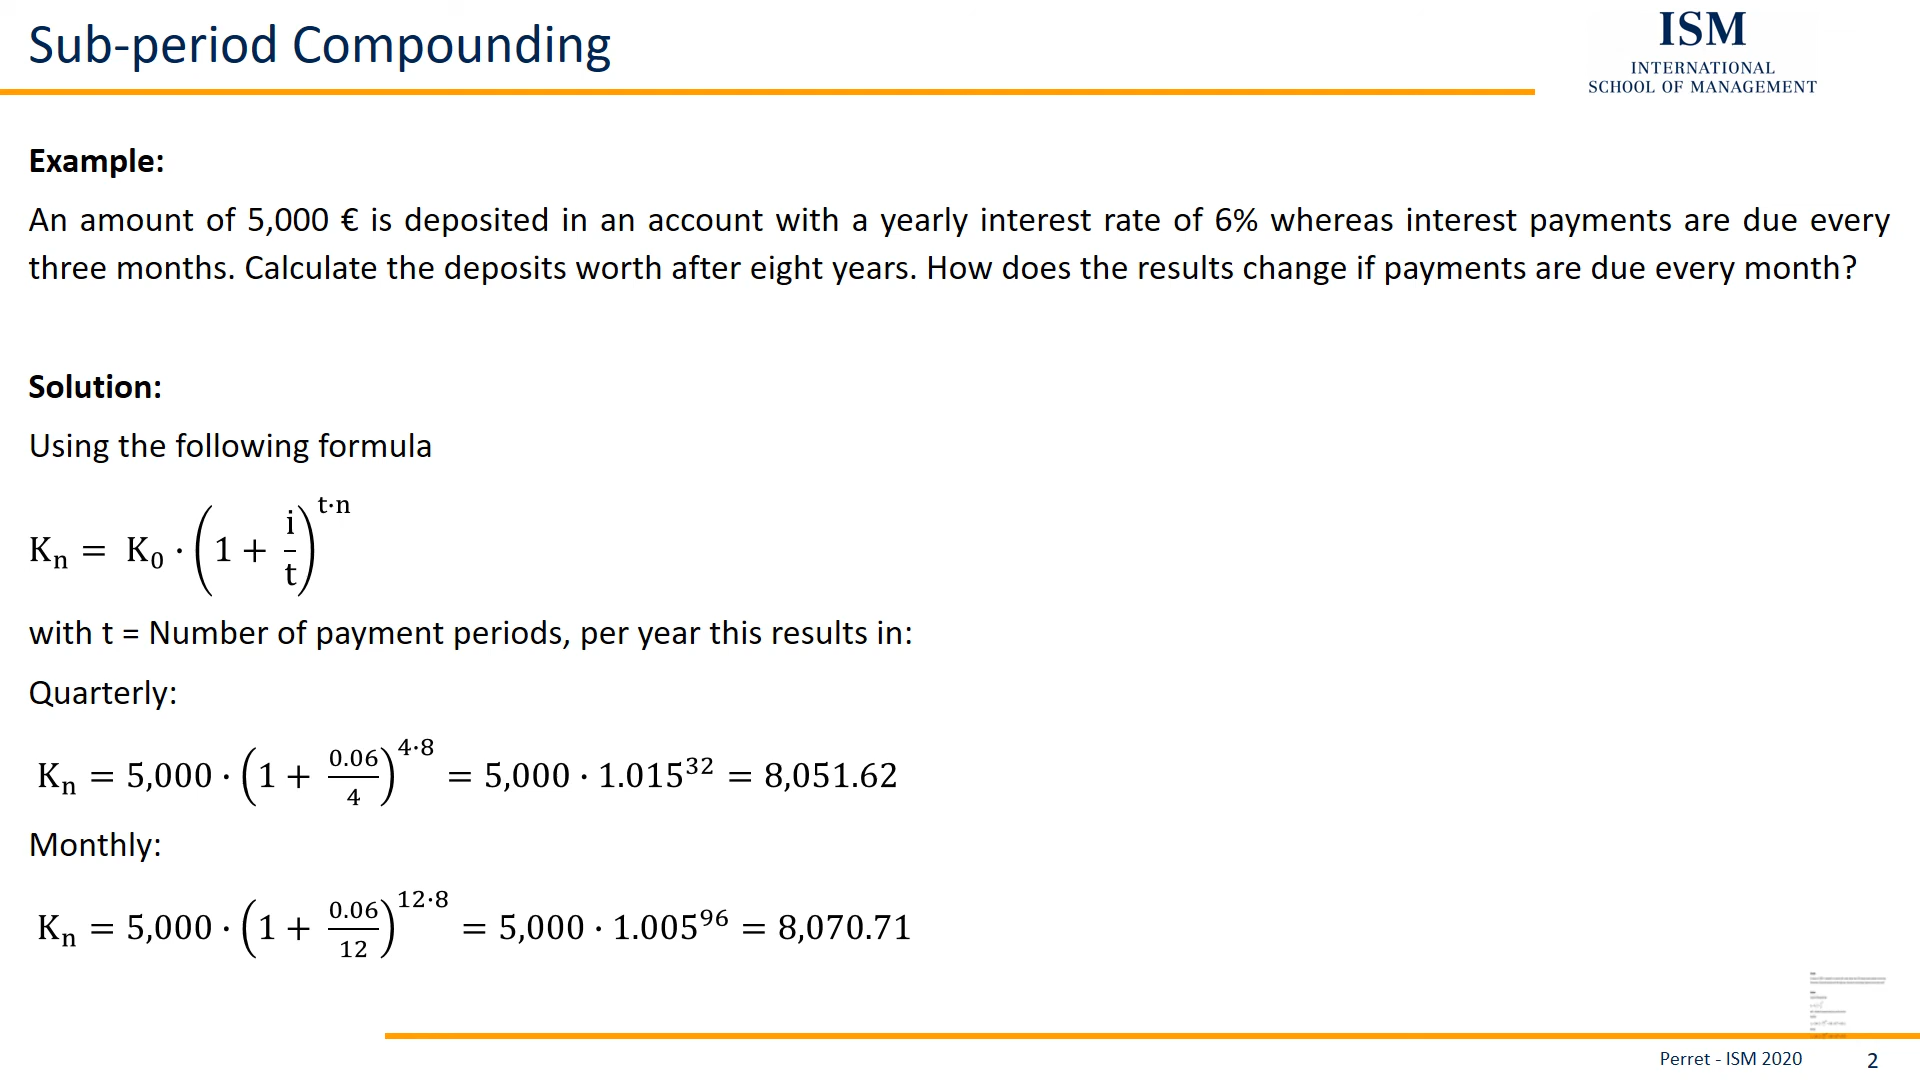 Sub-period Compounding
ISM
INTERNATIONAL
SCHOOL OF MANAGEMENT
Example:
An amount of 5,000 € is deposited in an account with a yearly interest rate of 6% whereas interest payments are due every
three months. Calculate the deposits worth after eight years. How does the results change if payments are due every month?
Solution:
Using the following formula
Kₙ = K₀ · (1 + i/t)^(t·n)
with t = Number of payment periods, per year this results in:
Quarterly:
Kₙ = 5,000 · (1 + 0.06/4)^(4·8) = 5,000 · 1.015³² = 8,051.62
Monthly:
Kₙ = 5,000 · (1 + 0.06/12)^(12·8) = 5,000 · 1.005⁹⁶ = 8,070.71
Perret - ISM 2020
2